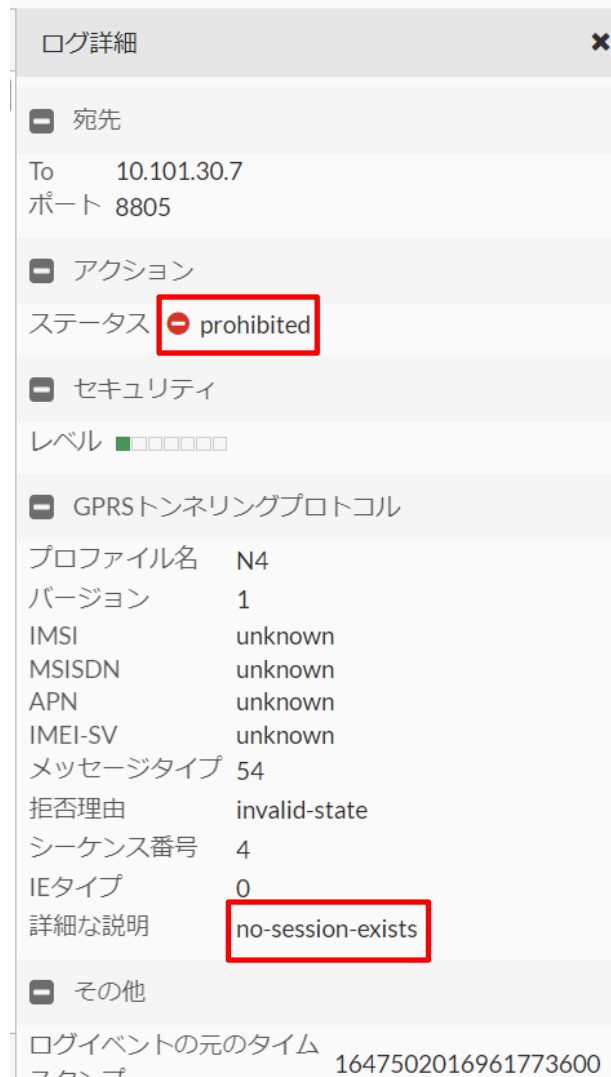 ログ詳細
宛先
To 10.101.30.7
ポート 8805
アクション
ステータス prohibited
セキュリティ
レベル
GPRSトンネリングプロトコル
プロファイル名 N4
バージョン 1
IMSI unknown
MSISDN unknown
APN unknown
IMEI-SV unknown
メッセージタイプ 54
拒否理由 invalid-state
シーケンス番号 4
IEタイプ 0
詳細な説明 no-session-exists
その他
ログイベントの元のタイム 1647502016961773600
スタンプ